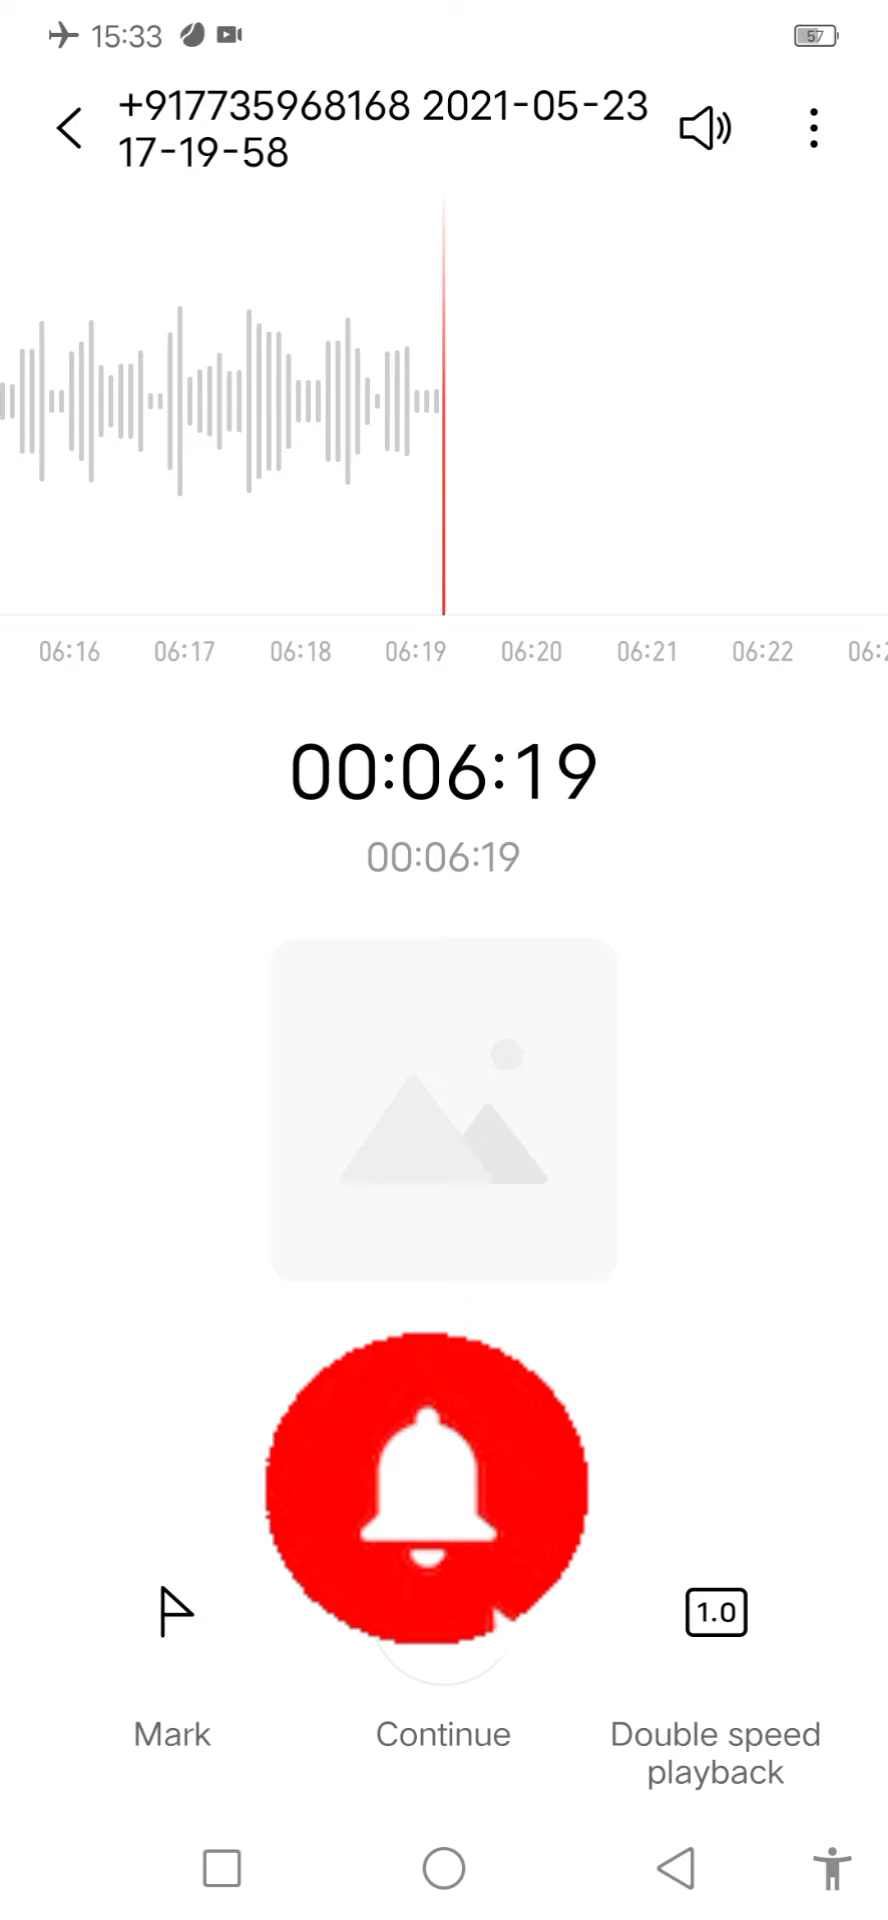 15:33
57
+917735968168 2021-05-23
17-19-58
06:16 06:17 06:18 06:19 06:20 06:21 06:22
00:06:19
00:06:19
1.0
Mark Continue Double speed
playback